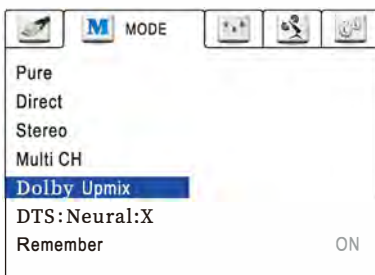 M MODE
Pure
Direct
Stereo
Multi CH
Dolby Upmix
DTS:Neural:X
Remember ON